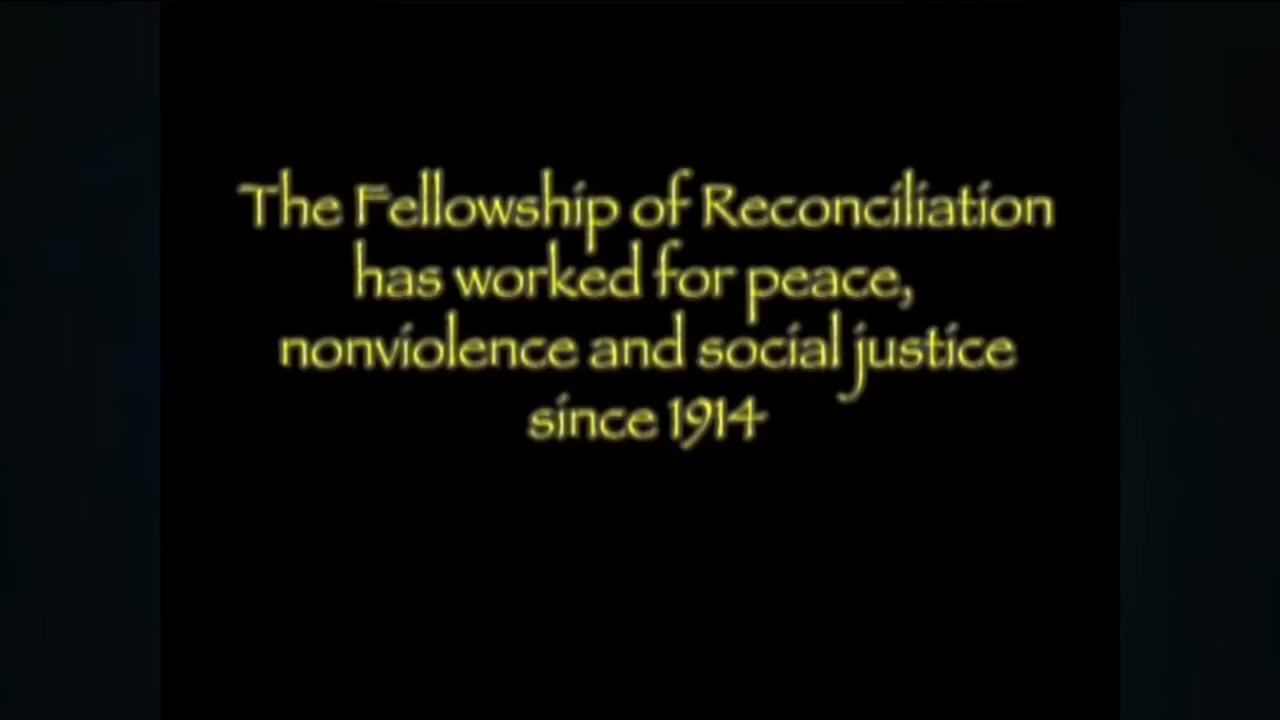 The Fellowship of Reconciliation
has worked for peace,
nonviolence and social justice
since 1914